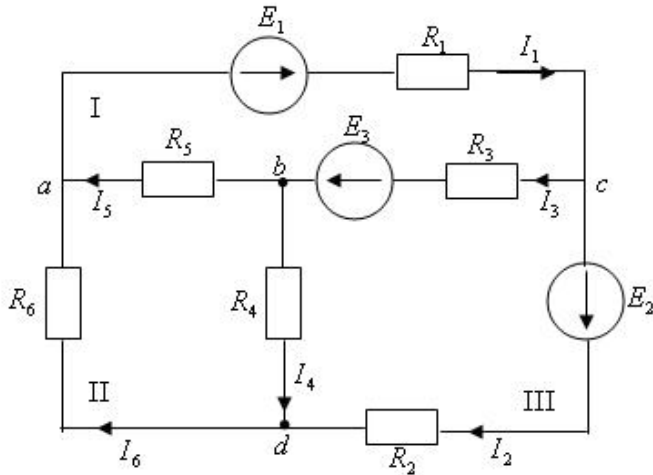 E₁
R₁
I₁
I
R₅
b
E₃
R₃
a
I₅
I₃
c
R₆
R₄
E₂
I₄
II
III
I₆
d
R₂
I₂